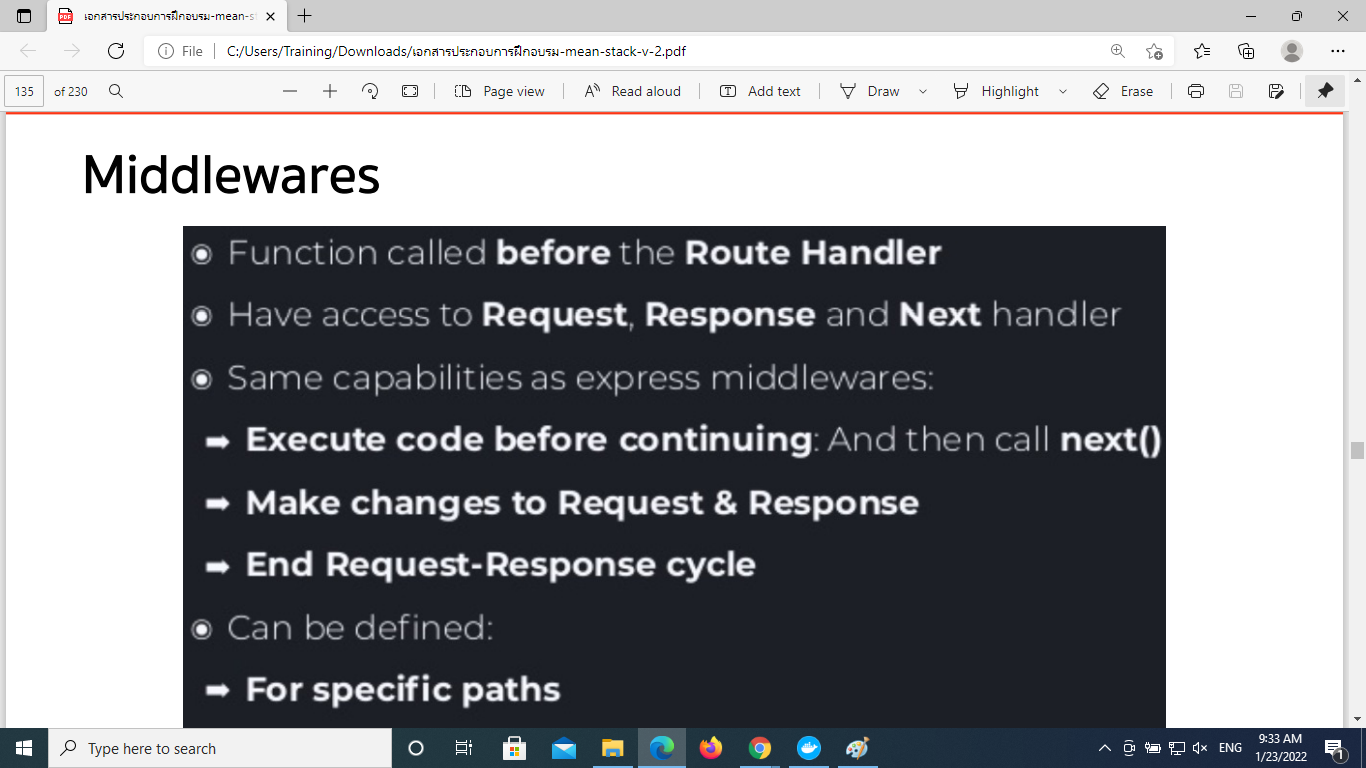 เอกสารประกอบการฝึกอบรม-mean-st
File
C:/Users/Training/Downloads/เอกสารประกอบการฝึกอบรม-mean-stack-v-2.pdf
135 of 230
Page view
Read aloud
Add text
Draw
Highlight
Erase
Middlewares
Function called before the Route Handler
Have access to Request, Response and Next handler
Same capabilities as express middlewares:
Execute code before continuing: And then call next()
Make changes to Request & Response
End Request-Response cycle
Can be defined:
For specific paths
Type here to search
ENG
9:33 AM
1/23/2022
1